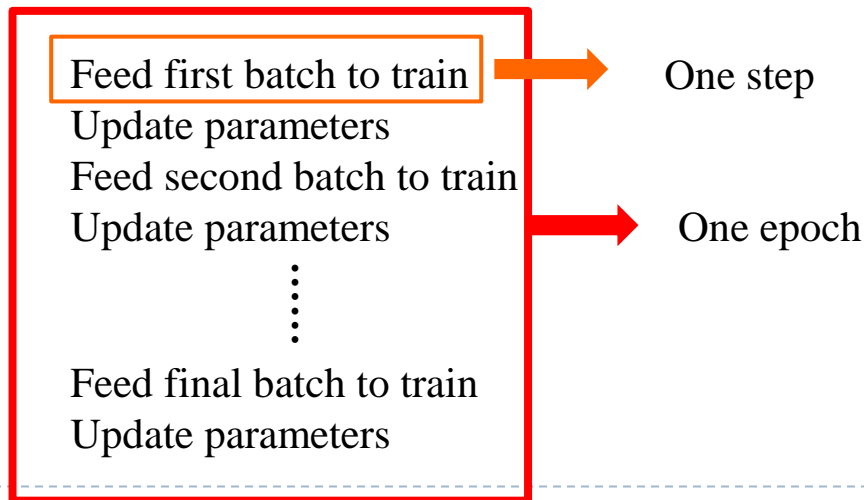 Feed first batch to train
One step
Update parameters
Feed second batch to train
Update parameters
One epoch
Feed final batch to train
Update parameters